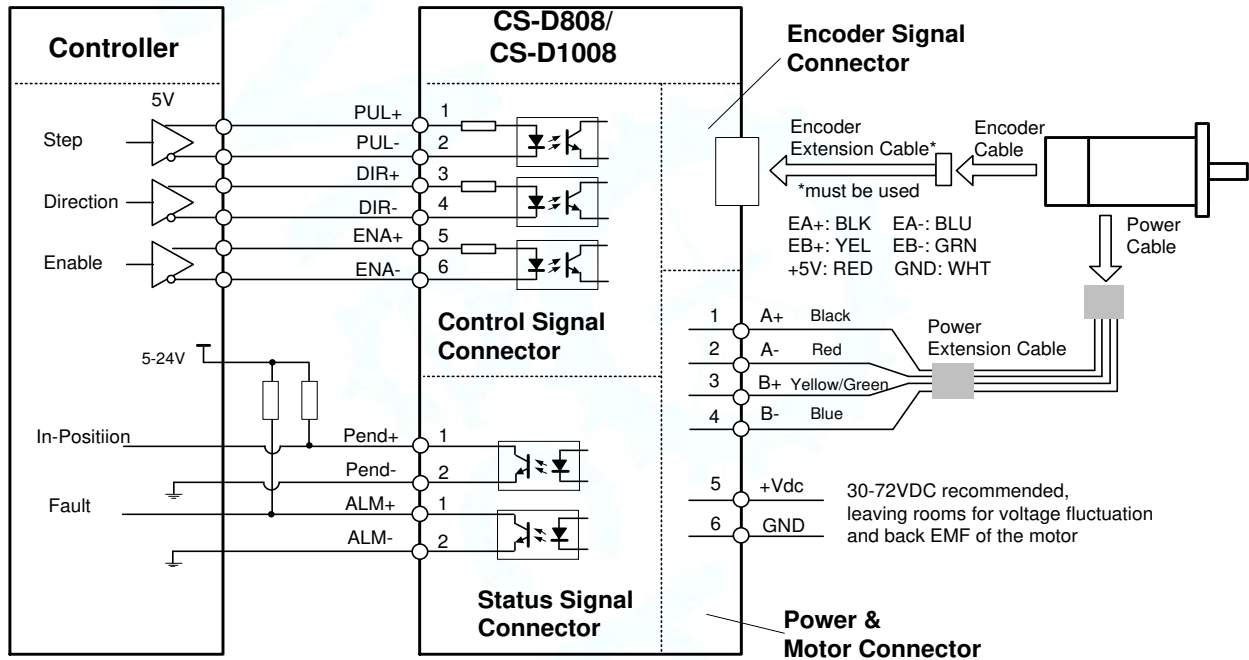 Controller
CS-D808/
CS-D1008
Encoder Signal
Connector
5V
Step
Direction
Enable
PUL+ 1
PUL- 2
DIR+ 3
DIR- 4
ENA+ 5
ENA- 6
Control Signal
Connector
Encoder
Extension Cable*
*must be used
Encoder
Cable
EA+: BLK EA-: BLU
EB+: YEL EB-: GRN
+5V: RED GND: WHT
Power
Cable
1 A+ Black
2 A- Red
3 B+ Yellow/Green
4 B- Blue
Power
Extension Cable
5-24V
In-Positiion
Fault
Pend+ 1
Pend- 2
ALM+ 1
ALM- 2
5 +Vdc
6 GND
30-72VDC recommended,
leaving rooms for voltage fluctuation
and back EMF of the motor
Status Signal
Connector
Power &
Motor Connector